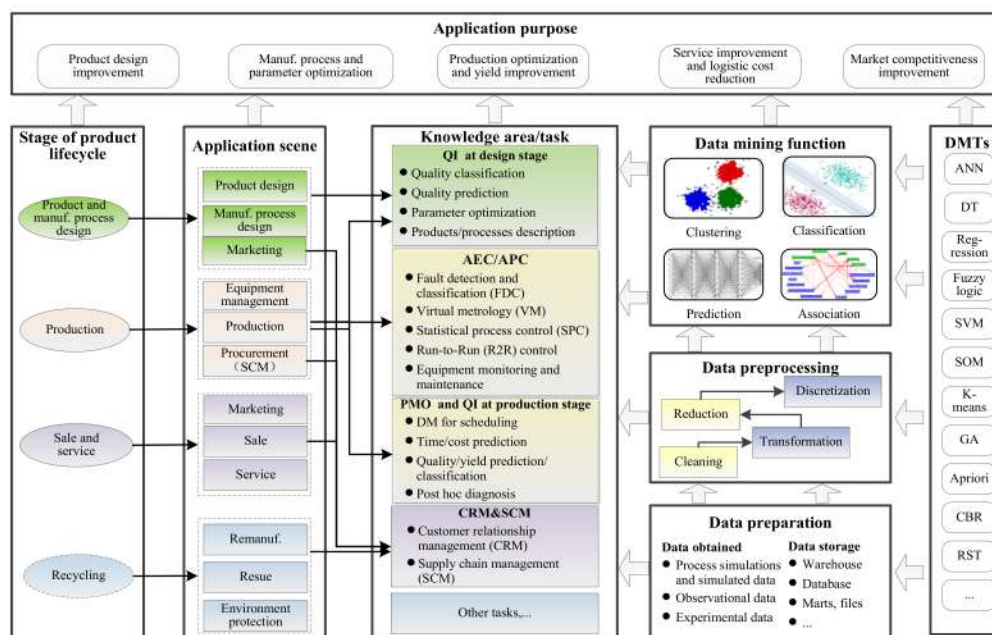 Application purpose
Product design
improvement
Manuf. process and
parameter optimization
Production optimization
and yield improvement
Service improvement
and logistic cost
reduction
Market competitiveness
improvement
Stage of product
lifecycle
Product and
manuf. process
design
Production
Sale and
service
Recycling
Application scene
Product design
Manuf. process
design
Marketing
Equipment
management
Production
Procurement
(SCM)
Marketing
Sale
Service
Remanuf.
Resue
Environment
protection
Knowledge area/task
QI at design stage
● Quality classification
● Quality prediction
● Parameter optimization
● Products/processes description
AEC/APC
● Fault detection and
classification (FDC)
● Virtual metrology (VM)
● Statistical process control (SPC)
● Run-to-Run (R2R) control
● Equipment monitoring and
maintenance
PMO and QI at production stage
● DM for scheduling
● Time/cost prediction
● Quality/yield prediction/
classification
● Post hoc diagnosis
CRM&SCM
● Customer relationship
management (CRM)
● Supply chain management
(SCM)
Other tasks,...
Data mining function
Clustering
Classification
Prediction
Association
Data preprocessing
Discretization
Reduction
Transformation
Cleaning
Data preparation
Data obtained
● Process simulations
and simulated data
● Observational data
● Experimental data
Data storage
● Warehouse
● Database
● Marts, files
● ...
DMTs
ANN
DT
Reg-
ression
Fuzzy
logic
SVM
SOM
K-
means
GA
Apriori
CBR
RST
...